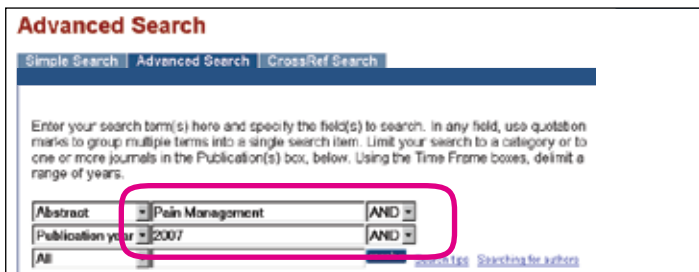 Advanced Search
Simple Search Advanced Search CrossRef Search
Enter your search term(s) here and specify the field(s) to search. In any field, use quotation
marks to group multiple terms into a single search item. Limit your search to a category or to
one or more journals in the Publication(s) box, below. Using the Time Frame boxes, delimit a
range of years.
Abstract Pain Management AND
Publication year 2007 AND
All Search tips Searching for authors